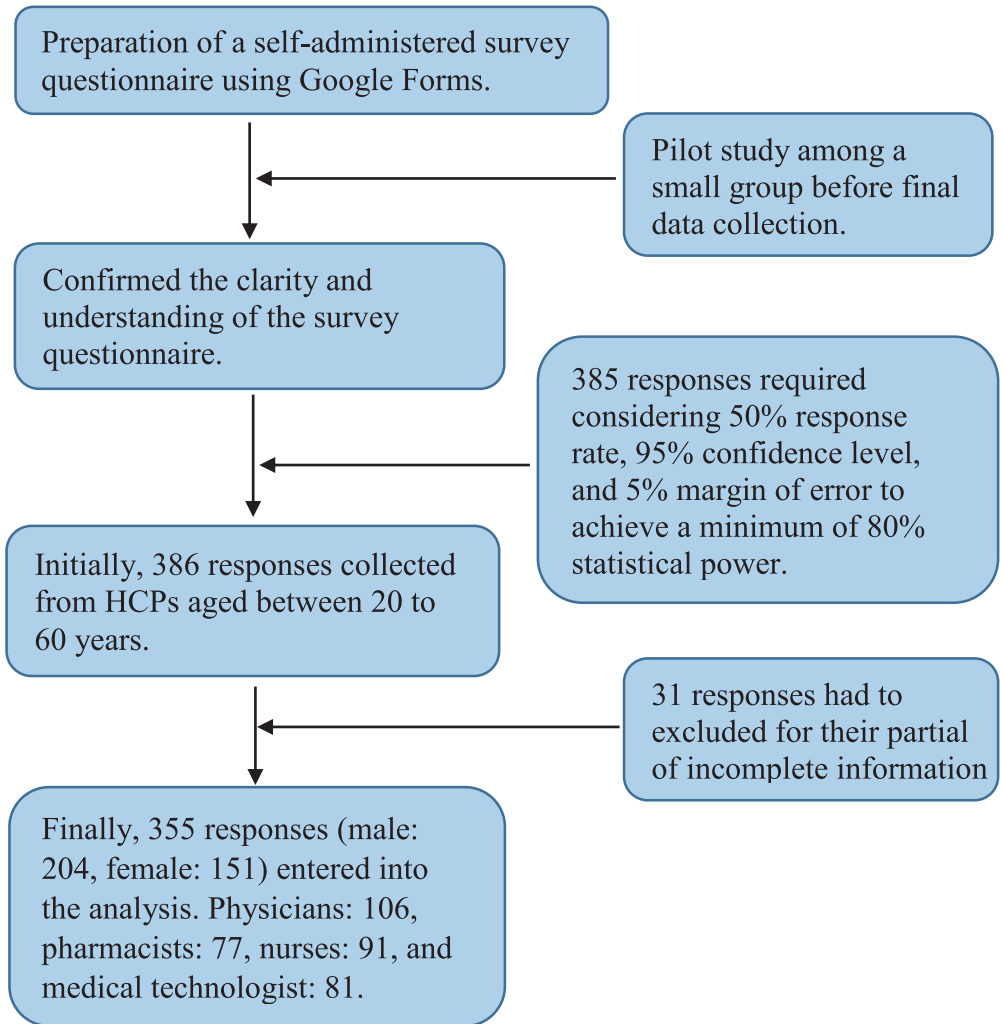 Preparation of a self-administered survey
questionnaire using Google Forms.
Pilot study among a
small group before final
data collection.
Confirmed the clarity and
understanding of the survey
questionnaire.
385 responses required
considering 50% response
rate, 95% confidence level,
and 5% margin of error to
achieve a minimum of 80%
statistical power.
Initially, 386 responses collected
from HCPs aged between 20 to
60 years.
31 responses had to
excluded for their partial
of incomplete information
Finally, 355 responses (male:
204, female: 151) entered into
the analysis. Physicians: 106,
pharmacists: 77, nurses: 91, and
medical technologist: 81.